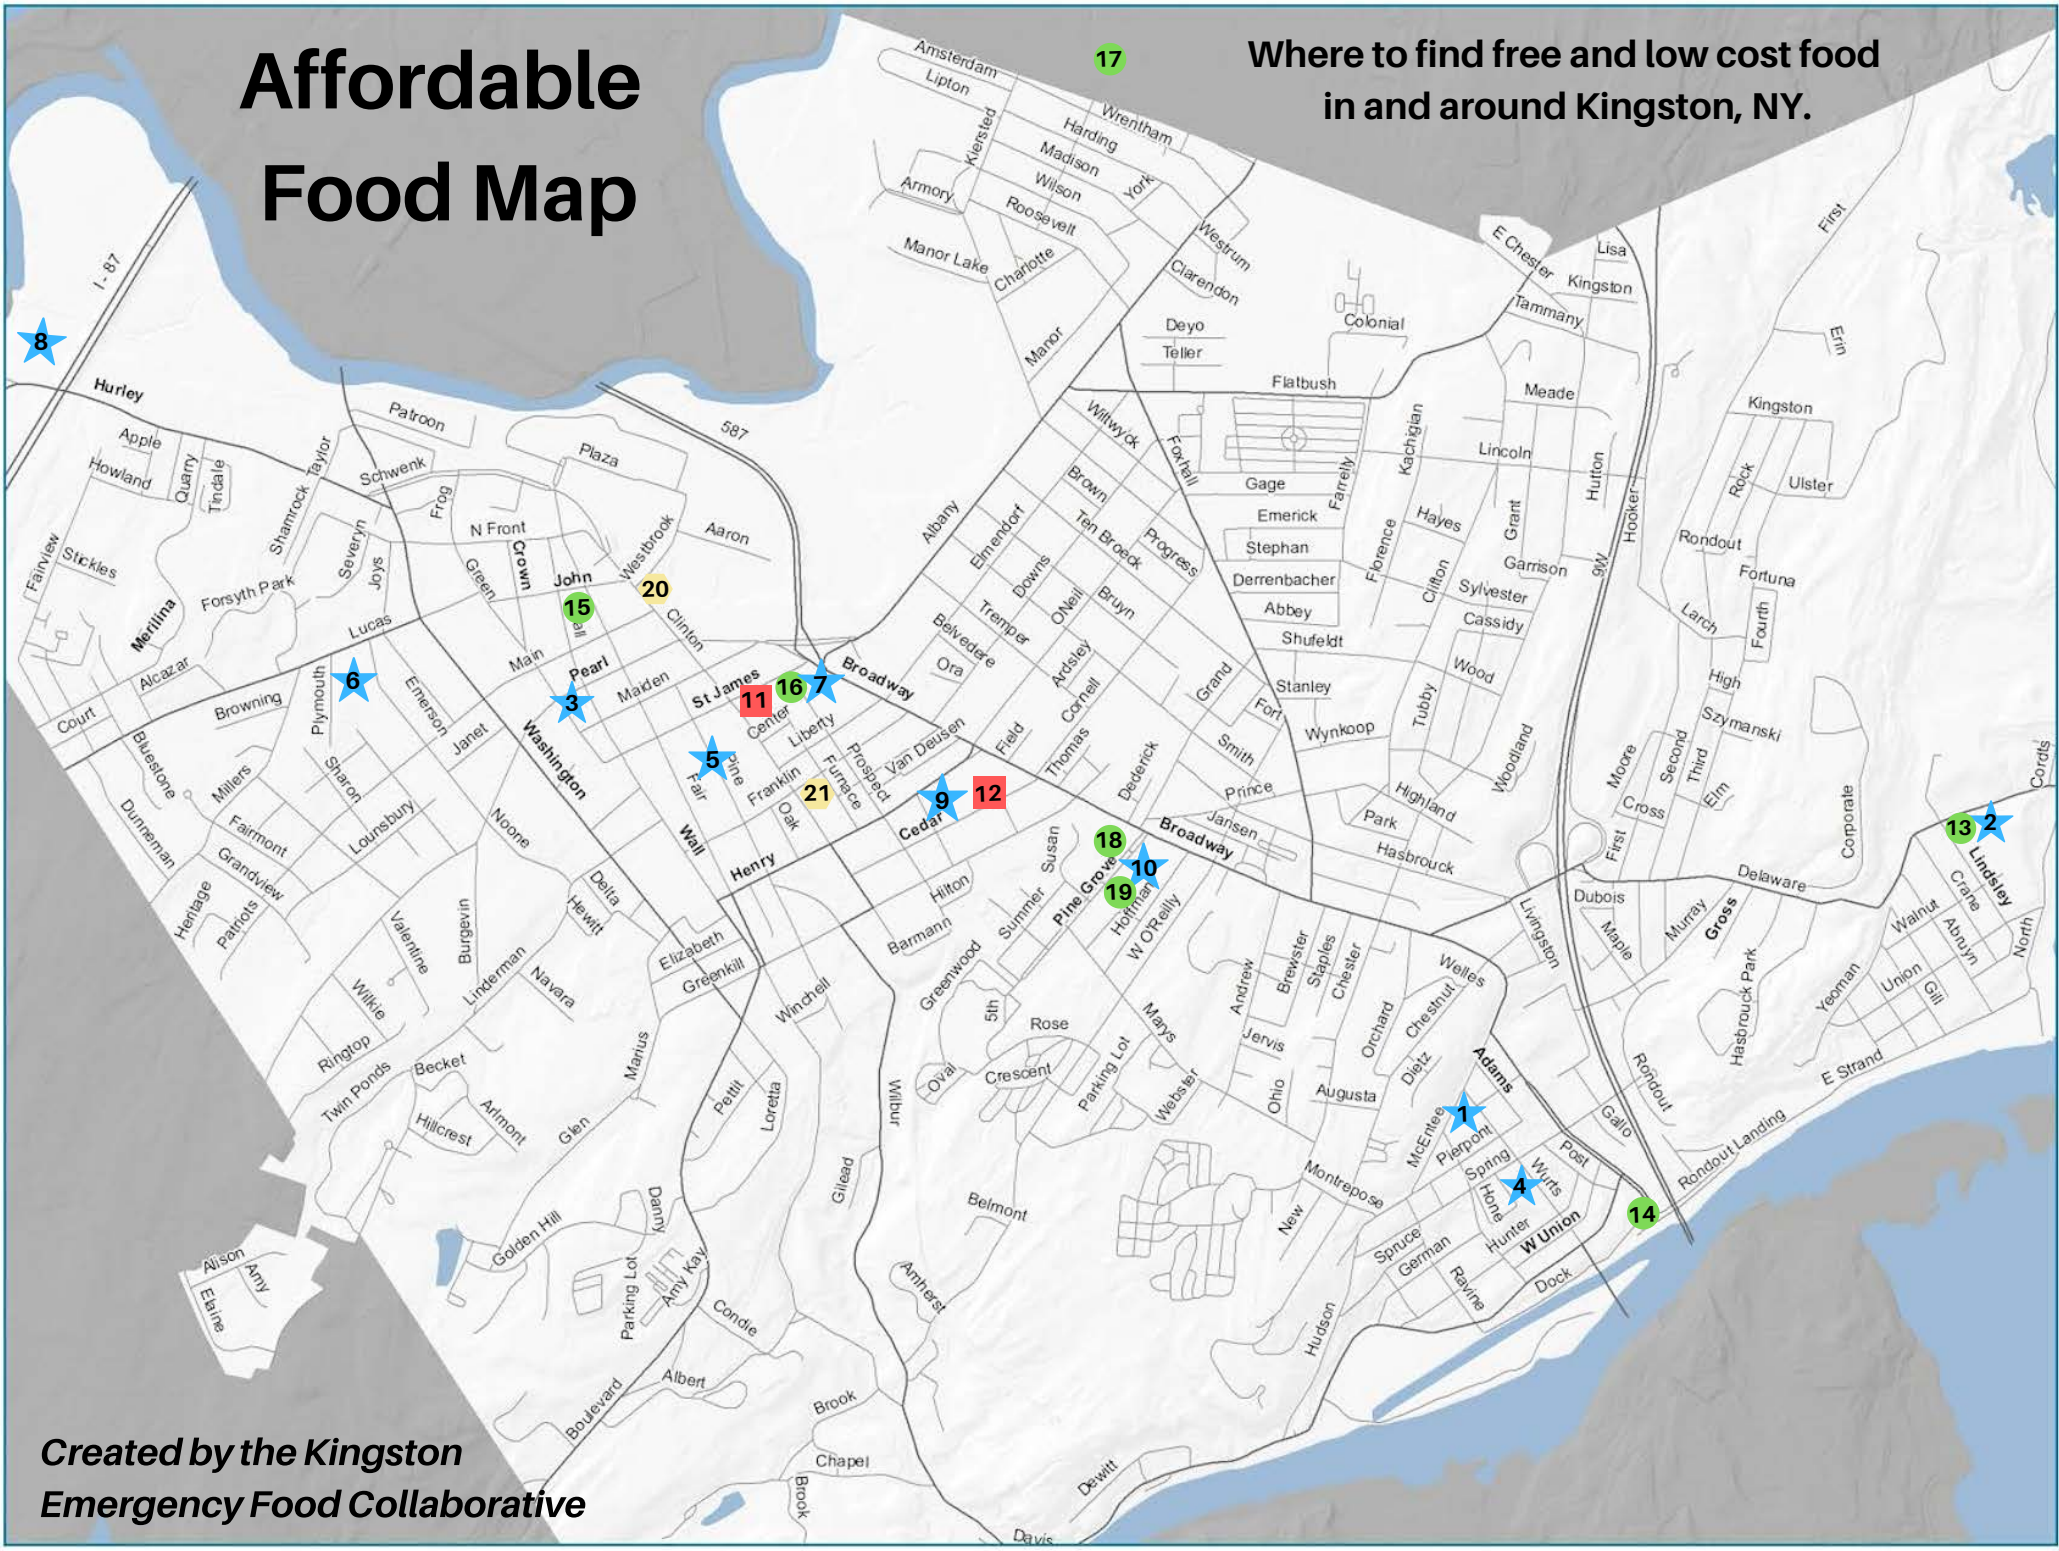 Affordable
Food Map
Where to find free and low cost food
in and around Kingston, NY.
17
Amsterdam
Lipton
Wrentham
Harding
Kiersted
Madison
Wilson
York
Armory
Roosevelt
Westrum
Manor Lake
Charlotte
Clarendon
E Chester
Lisa
Kingston
Tammany
First
I - 87
8
Deyo
Teller
Colonial
Manor
Erin
Hurley
Flatbush
Meade
Kingston
Patroon
587
Wiltwyck
Foxhall
Kachigian
Lincoln
Apple
Howland
Quarry
Tindale
Taylor
Schwenk
Plaza
Brown
Gage
Farrelly
Hutton
Rock
Ulster
Shamrock
Frog
N Front
Aaron
Albany
Elmendorf
Ten Broeck
Progress
Emerick
Hayes
Grant
Hooker
Fairview
Stickles
Severyn
Joys
Crown
Green
John
Westbrook
Downs
Stephan
Florence
Garrison
9W
Rondout
Fortuna
Forsyth Park
Merilina
20
15
Clinton
ONeil
Bruyn
Derrenbacher
Clifton
Sylvester
Abbey
Cassidy
Larch
Fourth
Lucas
Tremper
Belvedere
Shufeldt
Main
Pearl
Maiden
St James
Broadway
Ora
Ardsley
Cornell
Grand
Fort
Stanley
Wood
High
Alcazar
Browning
Plymouth
6
Emerson
3
11
16
7
Center
Liberty
Tubby
Szymanski
Court
Janet
Washington
Wynkoop
Woodland
Bluestone
Millers
Sharon
5
Pine
Fair
Franklin
Furnace
Prospect
Van Deusen
Field
Thomas
Smith
Moore
Second
Third
Elm
Cordts
Dunneman
21
Oak
9
12
Cedar
Dederick
Prince
Highland
Park
Cross
First
Corporate
Fairmont
Lounsbury
Noone
Wall
Henry
Susan
18
Jansen
Broadway
Hasbrouck
13
2
Grandview
Heritage
Patriots
Delta
Hewitt
Hilton
Pine Grove
10
19
Hoffman
Delaware
Lindsley
Crane
Dubois
Valentine
Burgevin
Elizabeth
Greenkill
Barmann
Summer
W O'Reilly
Livingston
Maple
Murray
Gross
Walnut
Abruyn
North
Linderman
Navara
Wilkie
Winchell
Greenwood
Brewster
Staples
Chester
Andrew
Welles
Chestnut
Union
Gill
Yeoman
Hasbrouck Park
5th
Rose
Marys
Jervis
Orchard
Ringtop
Becket
Marius
Oval
Crescent
Parking Lot
Webster
Ohio
Augusta
Dietz
Adams
Rondout
E Strand
Twin Ponds
Pettit
Loretta
Wilbur
1
McEntee
Pierpont
Gallo
Hillcrest
Arlmont
Glen
Montrepose
Spring
Post
Wurts
Rondout Landing
Gilead
4
Hone
Danny
Belmont
New
Hunter
W Union
14
Golden Hill
Spruce
German
Alison
Amy
Elaine
Parking Lot
Amy Kay
Amherst
Ravine
Dock
Condie
Hudson
Albert
Boulevard
Brook
Chapel
Brook
Dewitt
Davis
Created by the Kingston
Emergency Food Collaborative